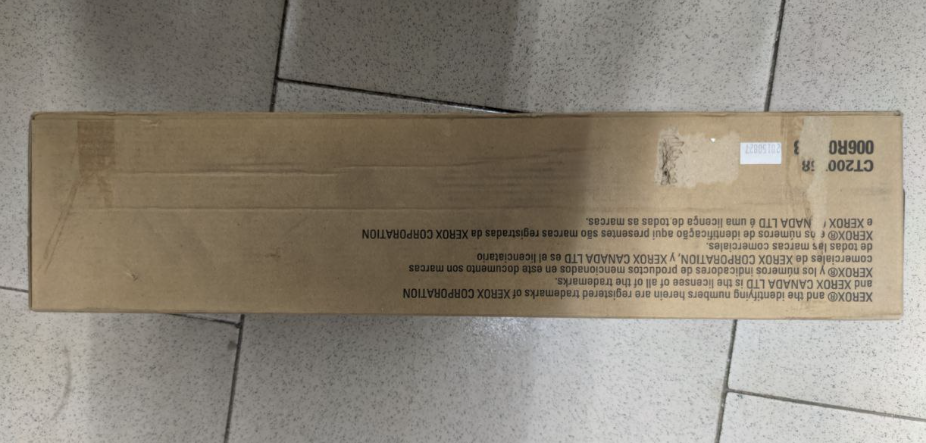 XEROX® and the identifying numbers herein are registered trademarks of XEROX CORPORATION
and XEROX CANADA LTD is the licensee of all of the trademarks.
XEROX® y los números indicadores de productos mencionados en este documento son marcas
comerciales de XEROX CORPORATION, y XEROX CANADA LTD es el licenciatario
de todas las marcas comerciales.
XEROX® e os números de identificação aqui presentes são marcas registradas da XEROX CORPORATION
e XEROX CANADA LTD é uma licença de todas as marcas.
CT200
006R0